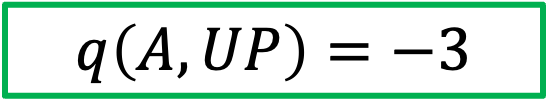 q(A, UP) = −3